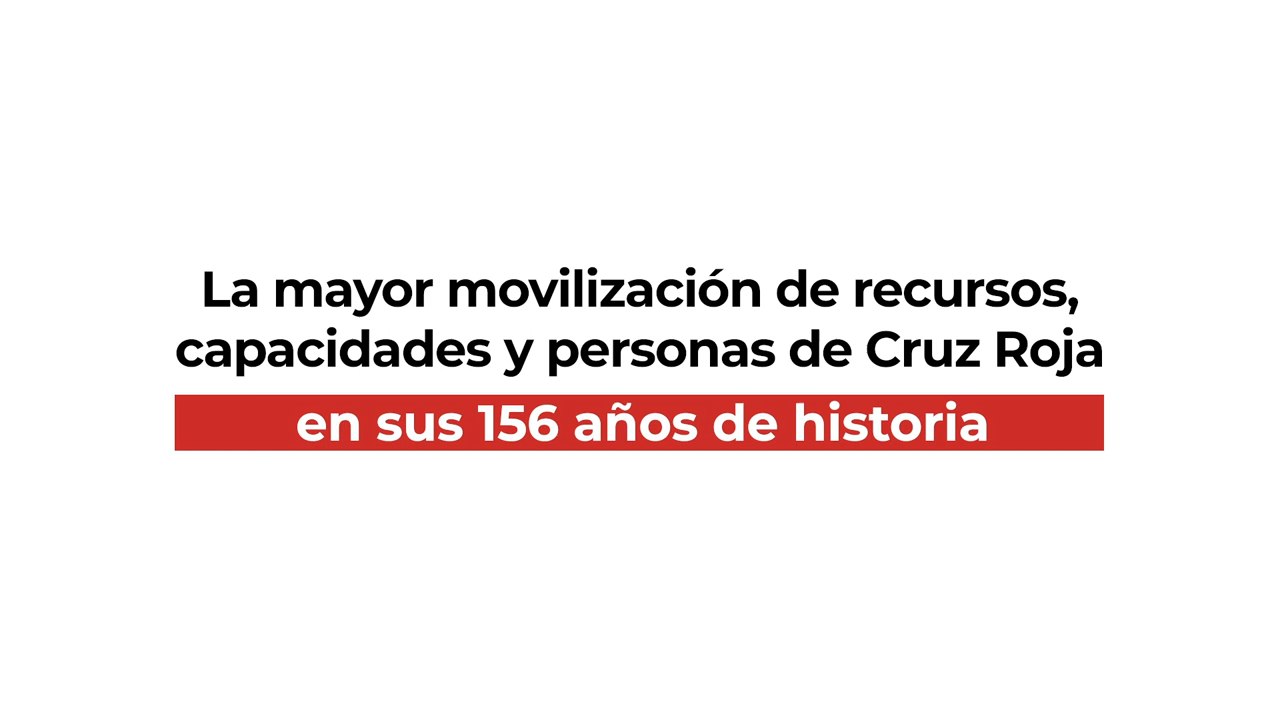 La mayor movilización de recursos,
capacidades y personas de Cruz Roja
en sus 156 años de historia